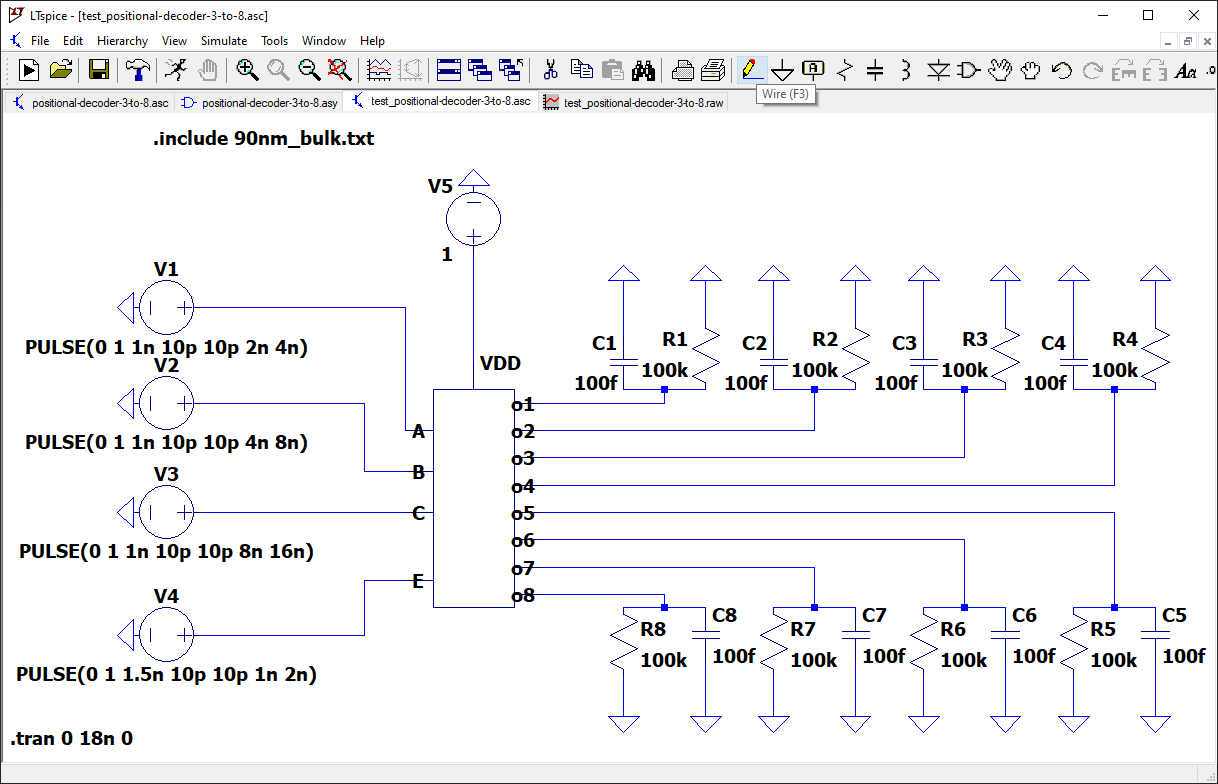 LTspice - [test_positional-decoder-3-to-8.asc]
File Edit Hierarchy View Simulate Tools Window Help
positional-decoder-3-to-8.asc positional-decoder-3-to-8.asy test_positional-decoder-3-to-8.asc test_positional-decoder-3-to-8.raw
Wire (F3)
.include 90nm_bulk.txt
V5
1
VDD
V1
PULSE(0 1 1n 10p 10p 2n 4n)
V2
PULSE(0 1 1n 10p 10p 4n 8n)
V3
PULSE(0 1 1n 10p 10p 8n 16n)
V4
PULSE(0 1 1.5n 10p 10p 1n 2n)
A
B
C
E
o1
o2
o3
o4
o5
o6
o7
o8
C1 R1 C2 R2 C3 R3 C4 R4
100k 100k 100k 100k
100f 100f 100f 100f
C8 C7 C6 C5
R8 R7 R6 R5
100k 100f 100k 100f 100k 100f 100k 100f
.tran 0 18n 0